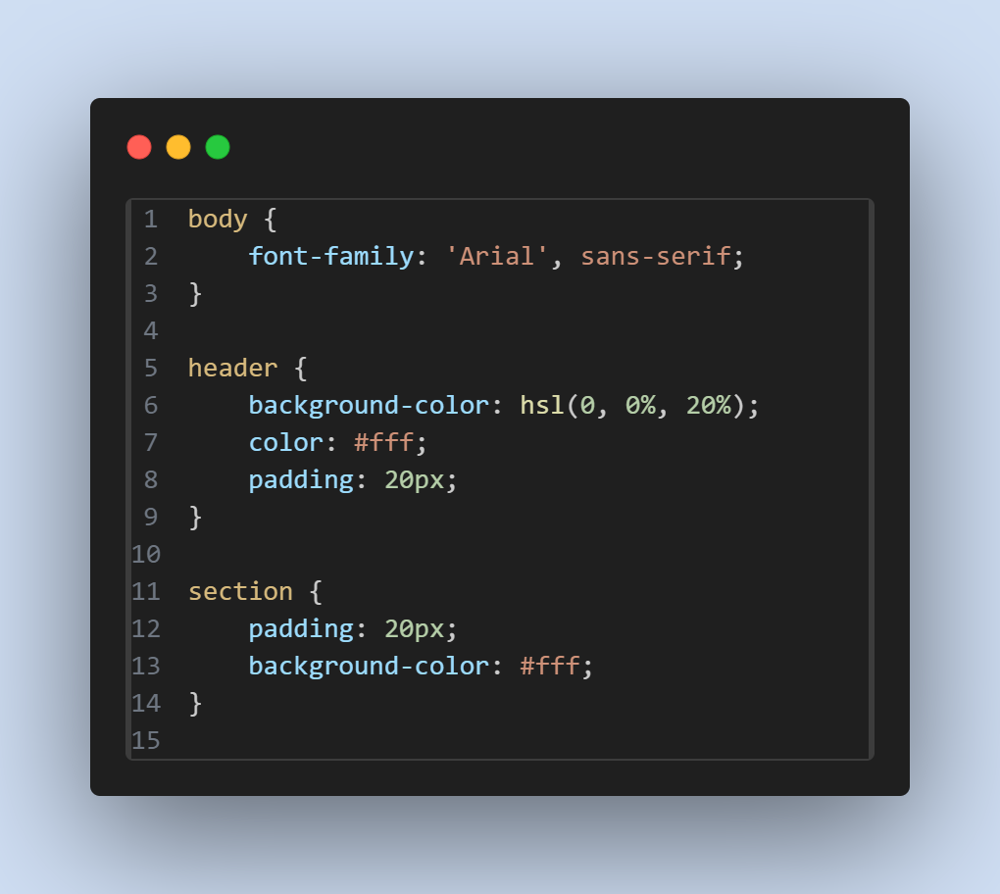 1 body {
2     font-family: 'Arial', sans-serif;
3 }
4
5 header {
6     background-color: hsl(0, 0%, 20%);
7     color: #fff;
8     padding: 20px;
9 }
10
11 section {
12     padding: 20px;
13     background-color: #fff;
14 }
15